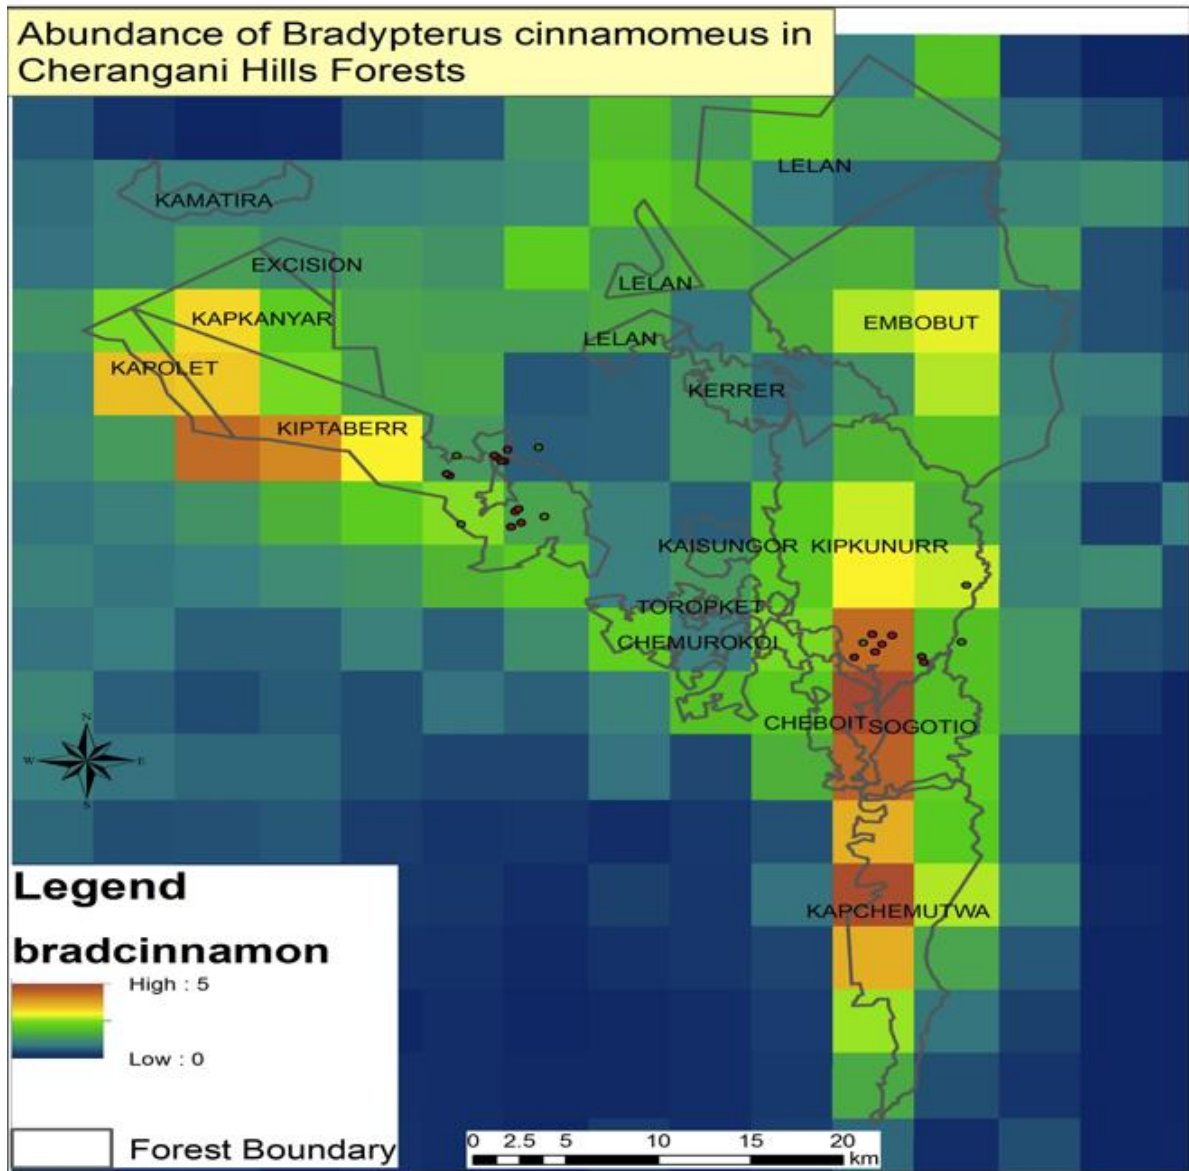 Abundance of Bradypterus cinnamomeus in
Cherangani Hills Forests
LELAN
KAMATIRA
EXCISION
LELAN
KAPKANYAR
EMBOBUT
LELAN
KAPOLET
KERRER
KIPTABERR
KAISUNGOR
KIPKUNURR
TOROPKET
CHEMUROKOI
CHEBOIT
SOGOTIO
N
W
E
S
KAPCHEMUTWA
Legend
bradcinnamon
High : 5
Low : 0
Forest Boundary
0 2.5 5 10 15 20
km